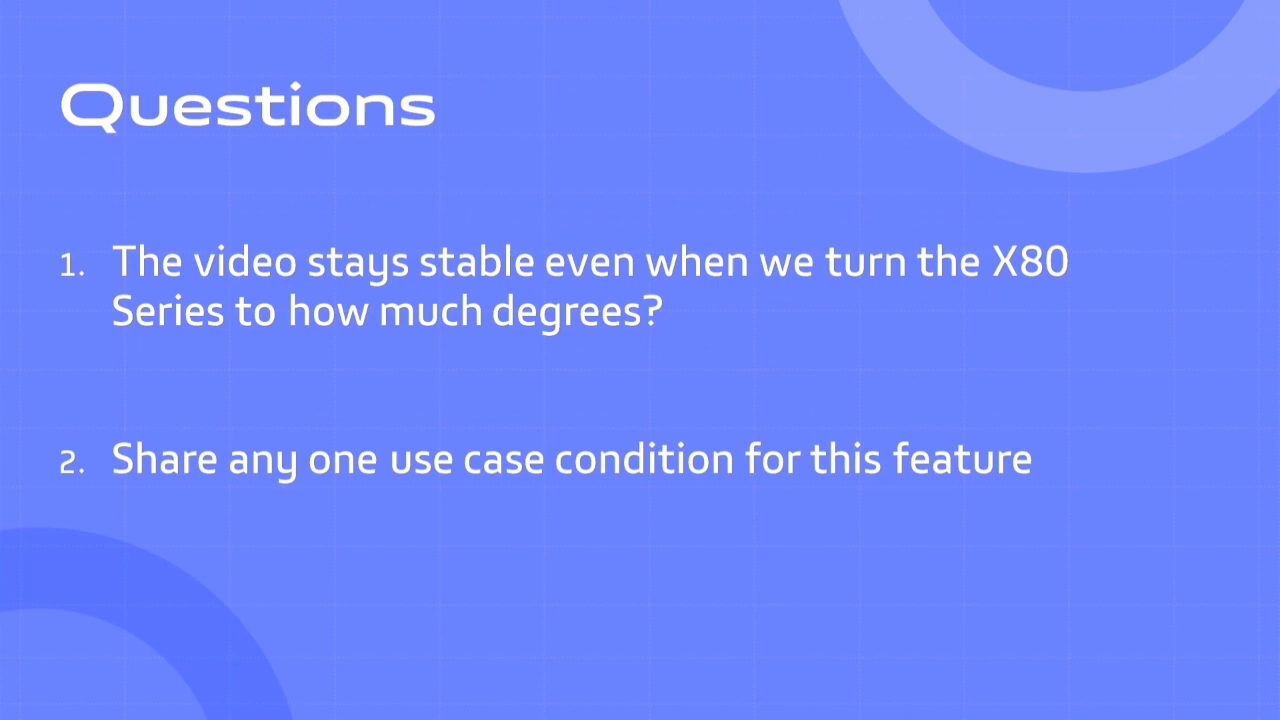 Questions
1. The video stays stable even when we turn the X80
Series to how much degrees?
2. Share any one use case condition for this feature